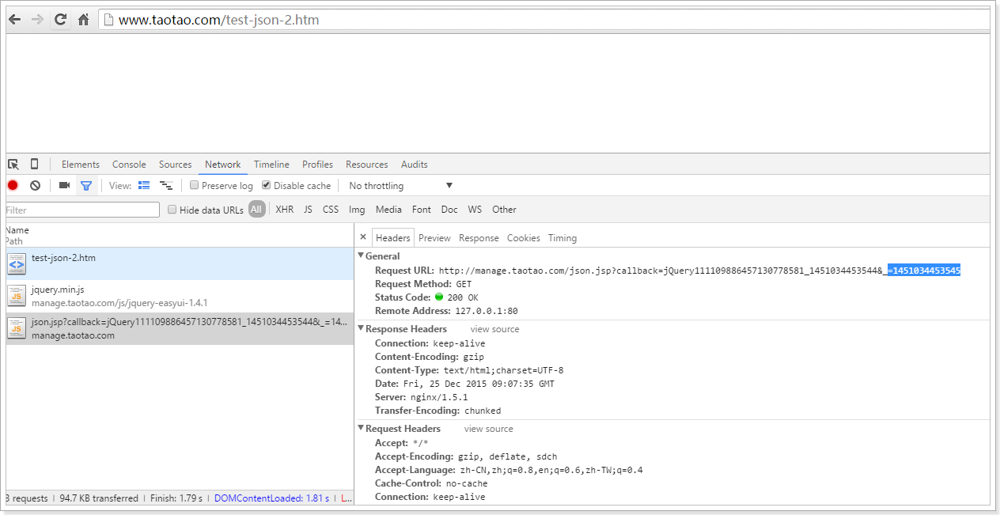 www.taotao.com/test-json-2.htm
Elements Console Sources Network Timeline Profiles Resources Audits
View: Preserve log Disable cache No throttling
Filter Hide data URLs All XHR JS CSS Img Media Font Doc WS Other
Name
Path
test-json-2.htm
jquery.min.js
manage.taotao.com/js/jquery-easyui-1.4.1
json.jsp?callback=jQuery111109886457130778581_1451034453544&_=14...
manage.taotao.com
3 requests | 94.7 KB transferred | Finish: 1.79 s | DOMContentLoaded: 1.81 s | L...
× Headers Preview Response Cookies Timing
General
Request URL: http://manage.taotao.com/json.jsp?callback=jQuery111109886457130778581_1451034453544&_=1451034453545
Request Method: GET
Status Code: 200 OK
Remote Address: 127.0.0.1:80
Response Headers view source
Connection: keep-alive
Content-Encoding: gzip
Content-Type: text/html;charset=UTF-8
Date: Fri, 25 Dec 2015 09:07:35 GMT
Server: nginx/1.5.1
Transfer-Encoding: chunked
Request Headers view source
Accept: */*
Accept-Encoding: gzip, deflate, sdch
Accept-Language: zh-CN,zh;q=0.8,en;q=0.6,zh-TW;q=0.4
Cache-Control: no-cache
Connection: keep-alive